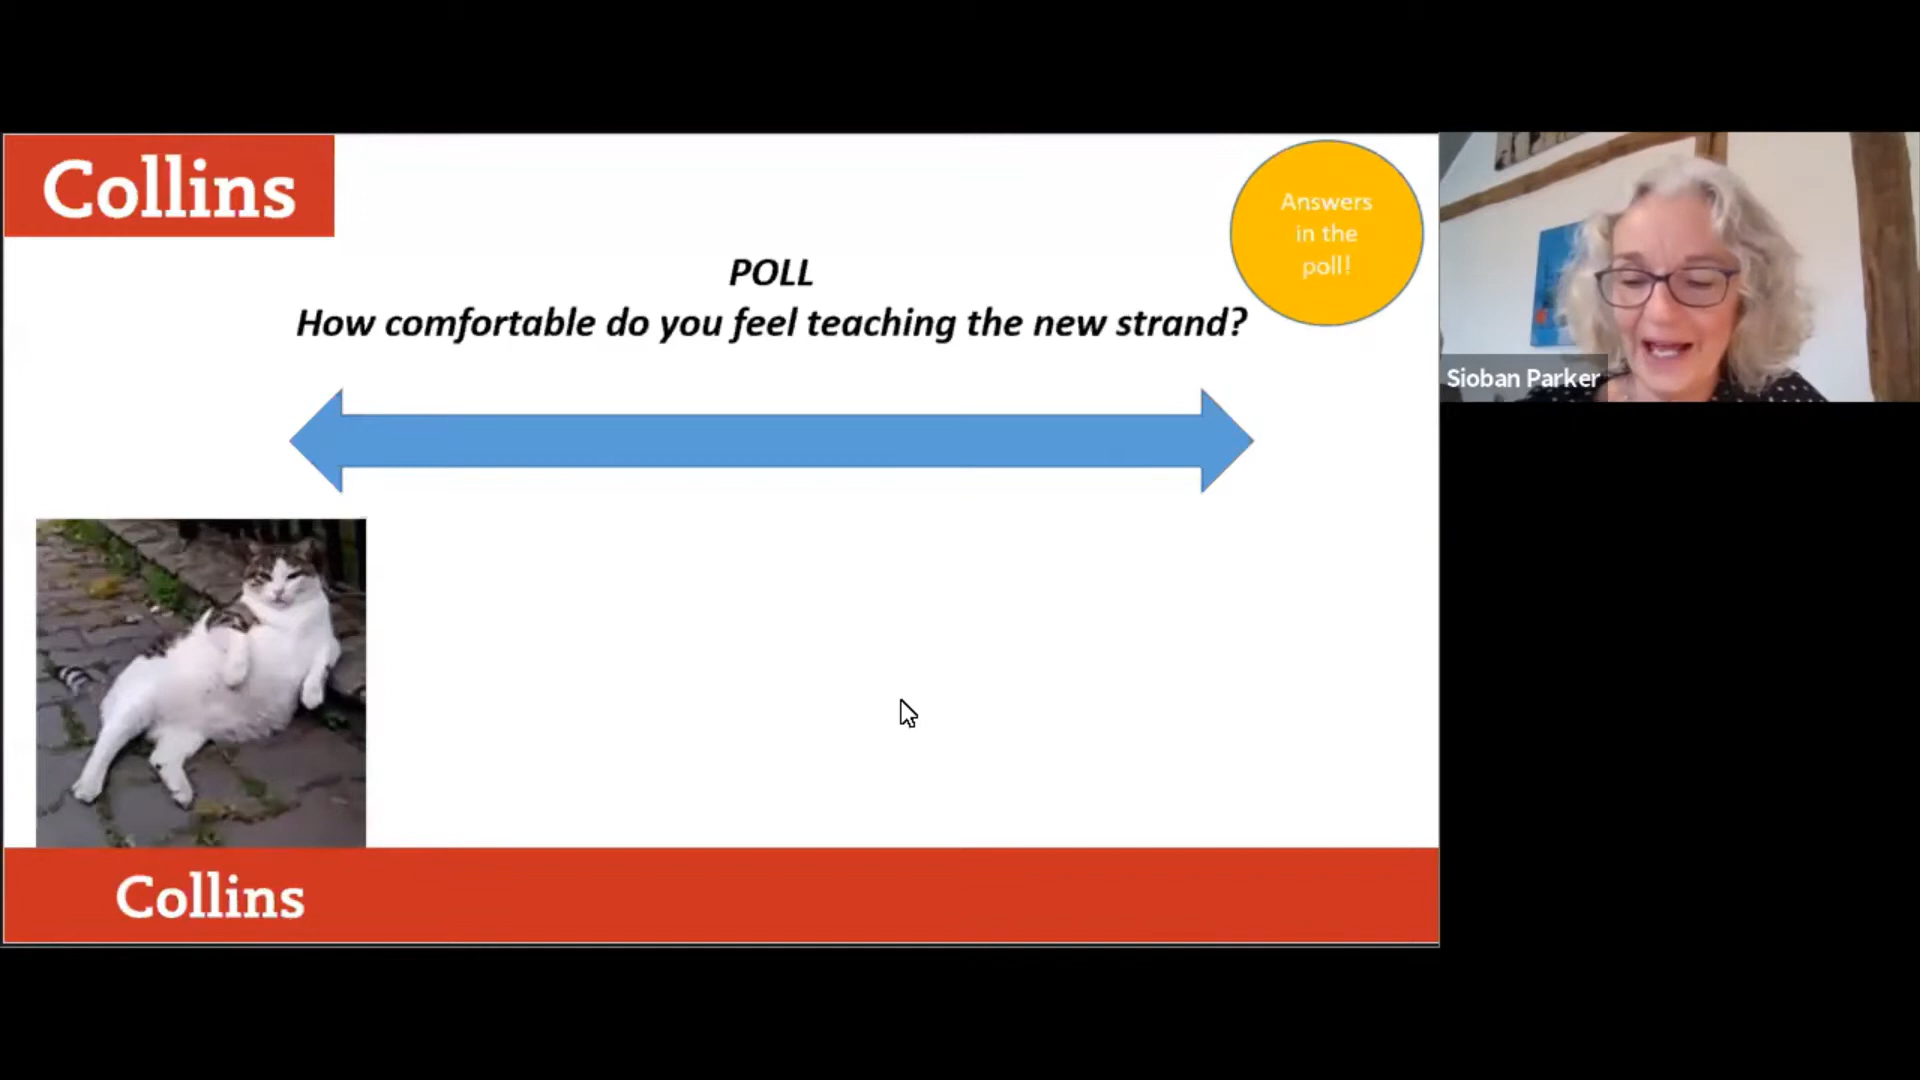 Collins
Answers
in the
poll!
POLL
How comfortable do you feel teaching the new strand?
Sioban Parker
Collins